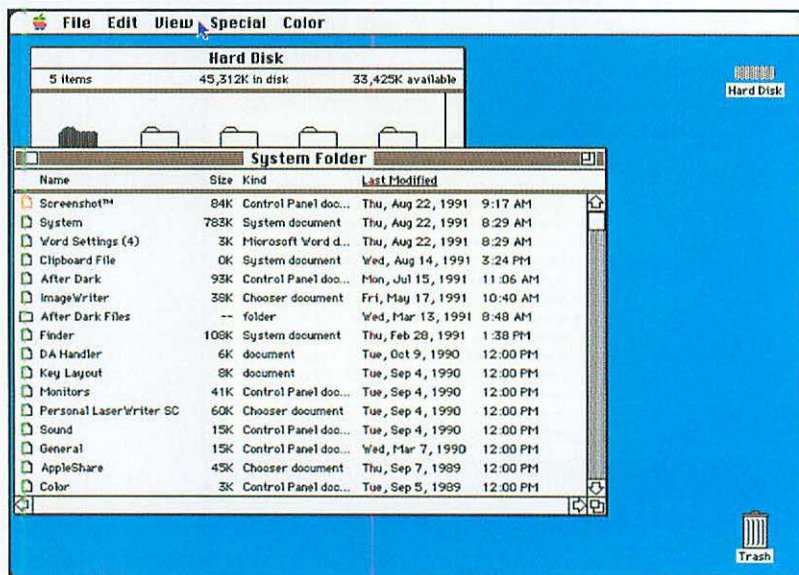 File Edit View Special Color
Hard Disk
5 items 45,312K in disk 33,425K available
Hard Disk
System Folder
Name Size Kind Last Modified
Screenshot™ 84K Control Panel doc... Thu, Aug 22, 1991 9:17 AM
System 783K System document Thu, Aug 22, 1991 8:29 AM
Word Settings (4) 3K Microsoft Word d... Thu, Aug 22, 1991 8:29 AM
Clipboard File 0K System document Wed, Aug 14, 1991 3:24 PM
After Dark 93K Control Panel doc... Mon, Jul 15, 1991 11:06 AM
ImageWriter 38K Chooser document Fri, May 17, 1991 10:40 AM
After Dark Files -- folder Wed, Mar 13, 1991 8:48 AM
Finder 108K System document Thu, Feb 28, 1991 1:38 PM
DA Handler 6K document Tue, Oct 9, 1990 12:00 PM
Key Layout 8K document Tue, Sep 4, 1990 12:00 PM
Monitors 41K Control Panel doc... Tue, Sep 4, 1990 12:00 PM
Personal LaserWriter SC 60K Chooser document Tue, Sep 4, 1990 12:00 PM
Sound 15K Control Panel doc... Tue, Sep 4, 1990 12:00 PM
General 15K Control Panel doc... Wed, Mar 7, 1990 12:00 PM
AppleShare 45K Chooser document Thu, Sep 7, 1989 12:00 PM
Color 3K Control Panel doc... Tue, Sep 5, 1989 12:00 PM
Trash